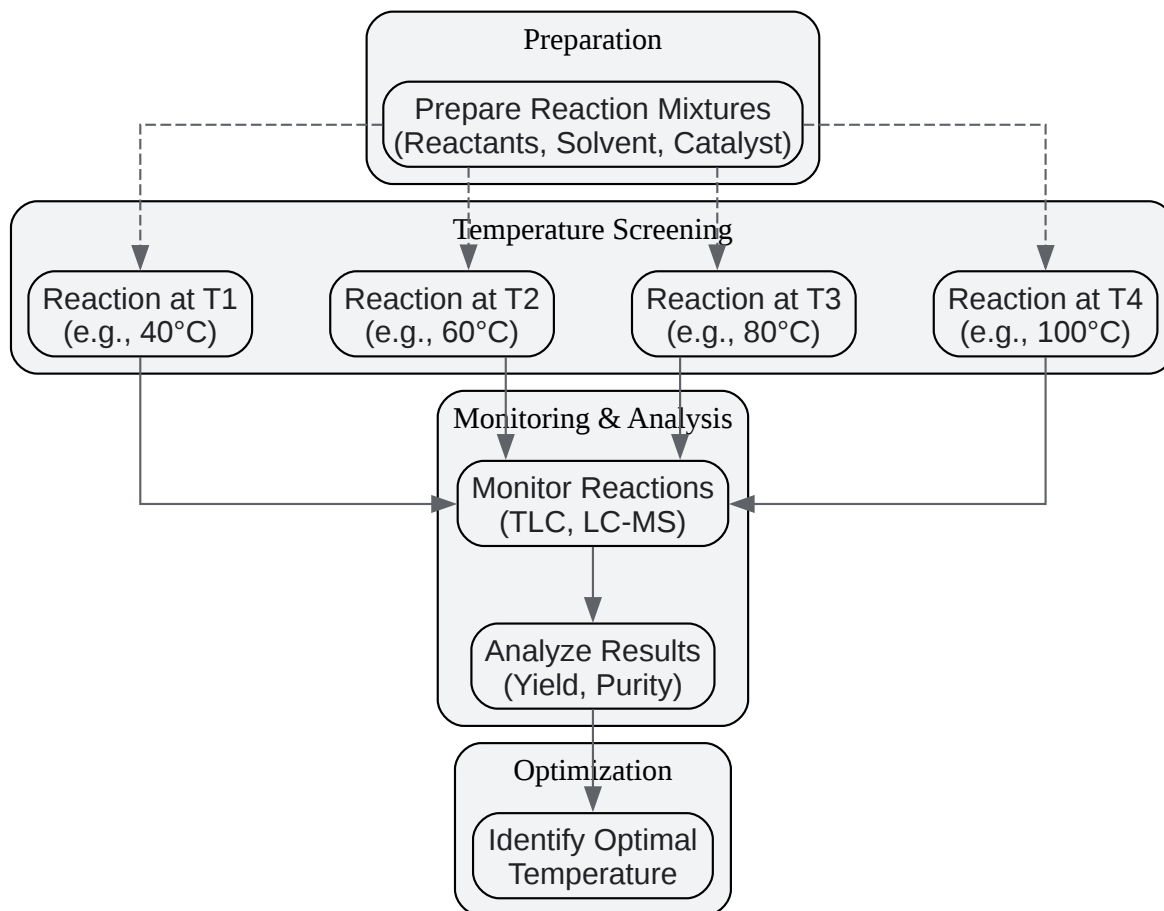 Preparation
Prepare Reaction Mixtures
(Reactants, Solvent, Catalyst)
Temperature Screening
Reaction at T1
(e.g., 40°C)
Reaction at T2
(e.g., 60°C)
Reaction at T3
(e.g., 80°C)
Reaction at T4
(e.g., 100°C)
Monitoring & Analysis
Monitor Reactions
(TLC, LC-MS)
Analyze Results
(Yield, Purity)
Optimization
Identify Optimal
Temperature